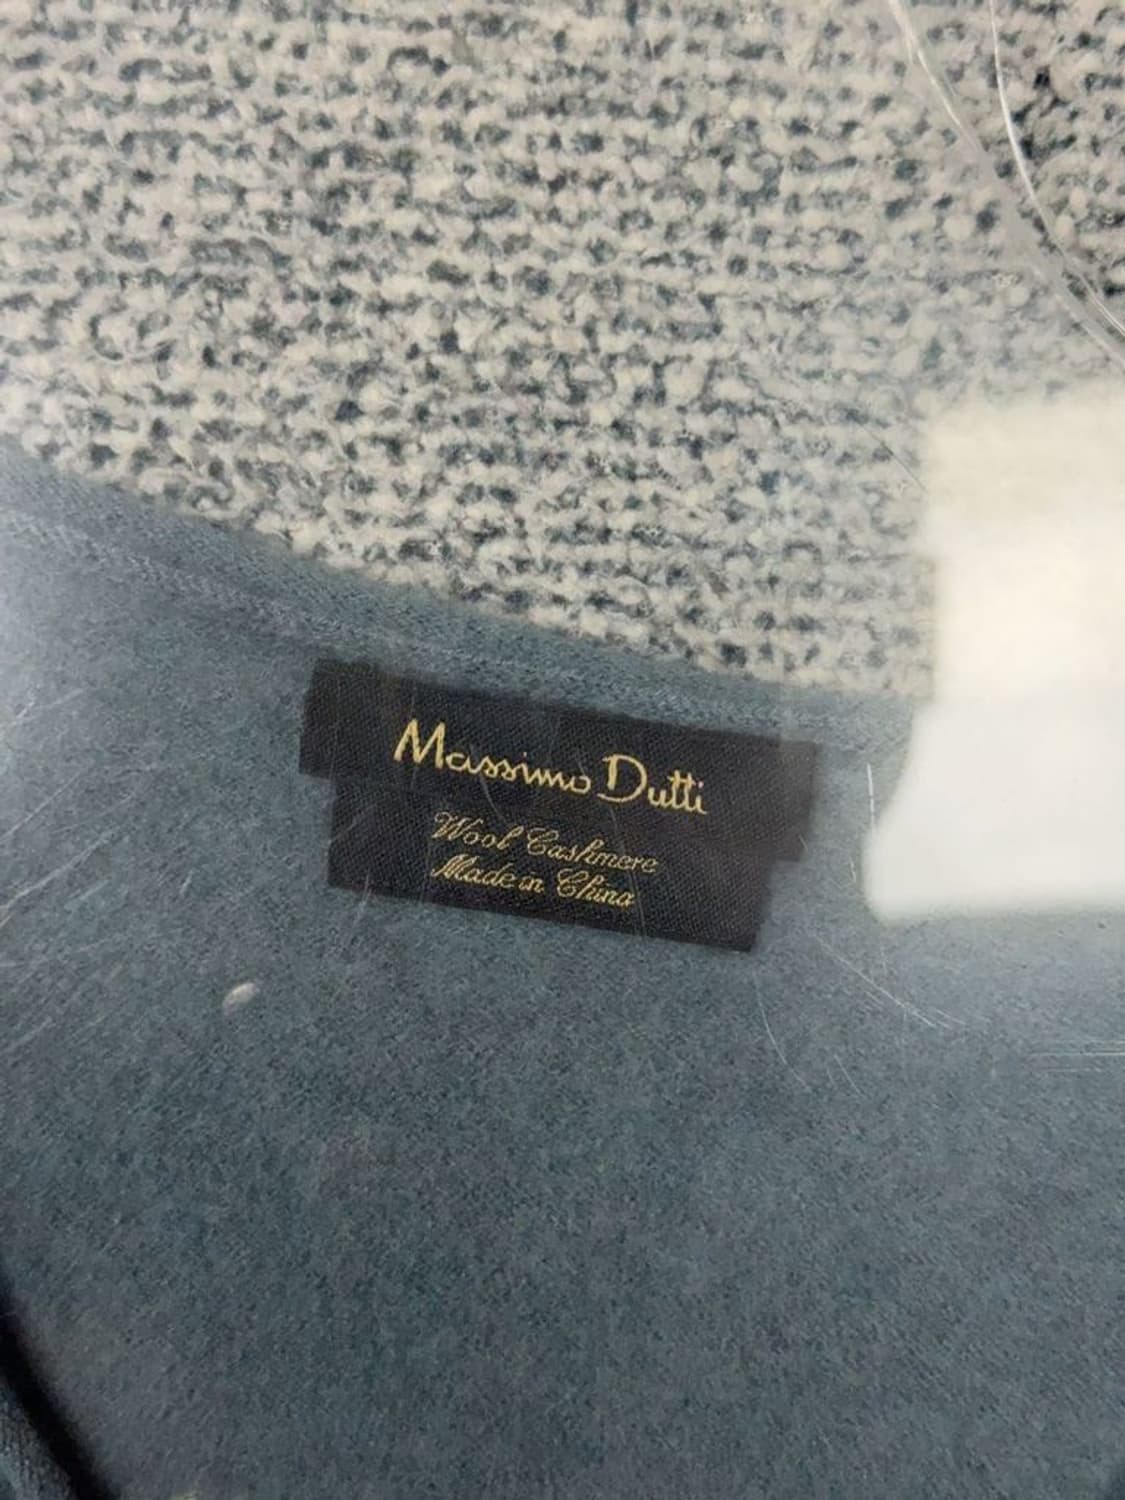 Massimo Dutti
Wool Cashmere
Made in China